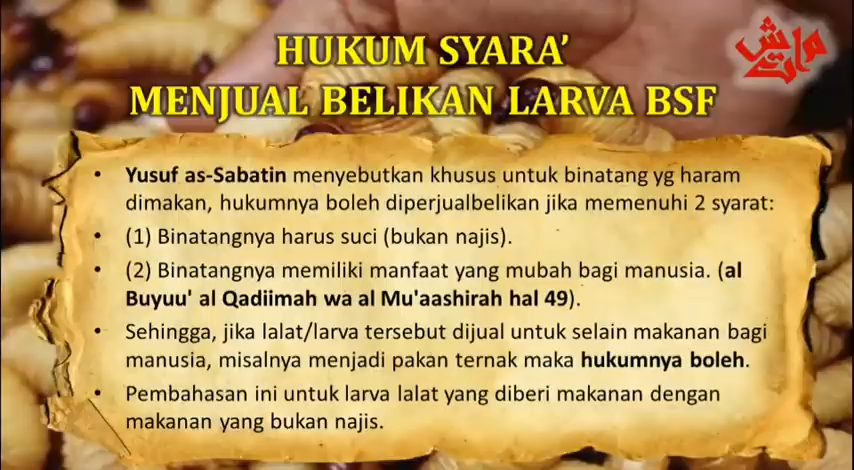 HUKUM SYARA’
MENJUAL BELIKAN LARVA BSF
• Yusuf as-Sabatin menyebutkan khusus untuk binatang yg haram
dimakan, hukumnya boleh diperjualbelikan jika memenuhi 2 syarat:
• (1) Binatangnya harus suci (bukan najis).
• (2) Binatangnya memiliki manfaat yang mubah bagi manusia. (al
Buyuu' al Qadiimah wa al Mu'aashirah hal 49).
• Sehingga, jika lalat/larva tersebut dijual untuk selain makanan bagi
manusia, misalnya menjadi pakan ternak maka hukumnya boleh.
• Pembahasan ini untuk larva lalat yang diberi makanan dengan
makanan yang bukan najis.